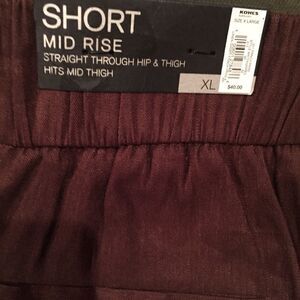 SHORT
MID RISE
STRAIGHT THROUGH HIP & THIGH
HITS MID THIGH
XL
KOHL'S
SIZE X LARGE
$40.00